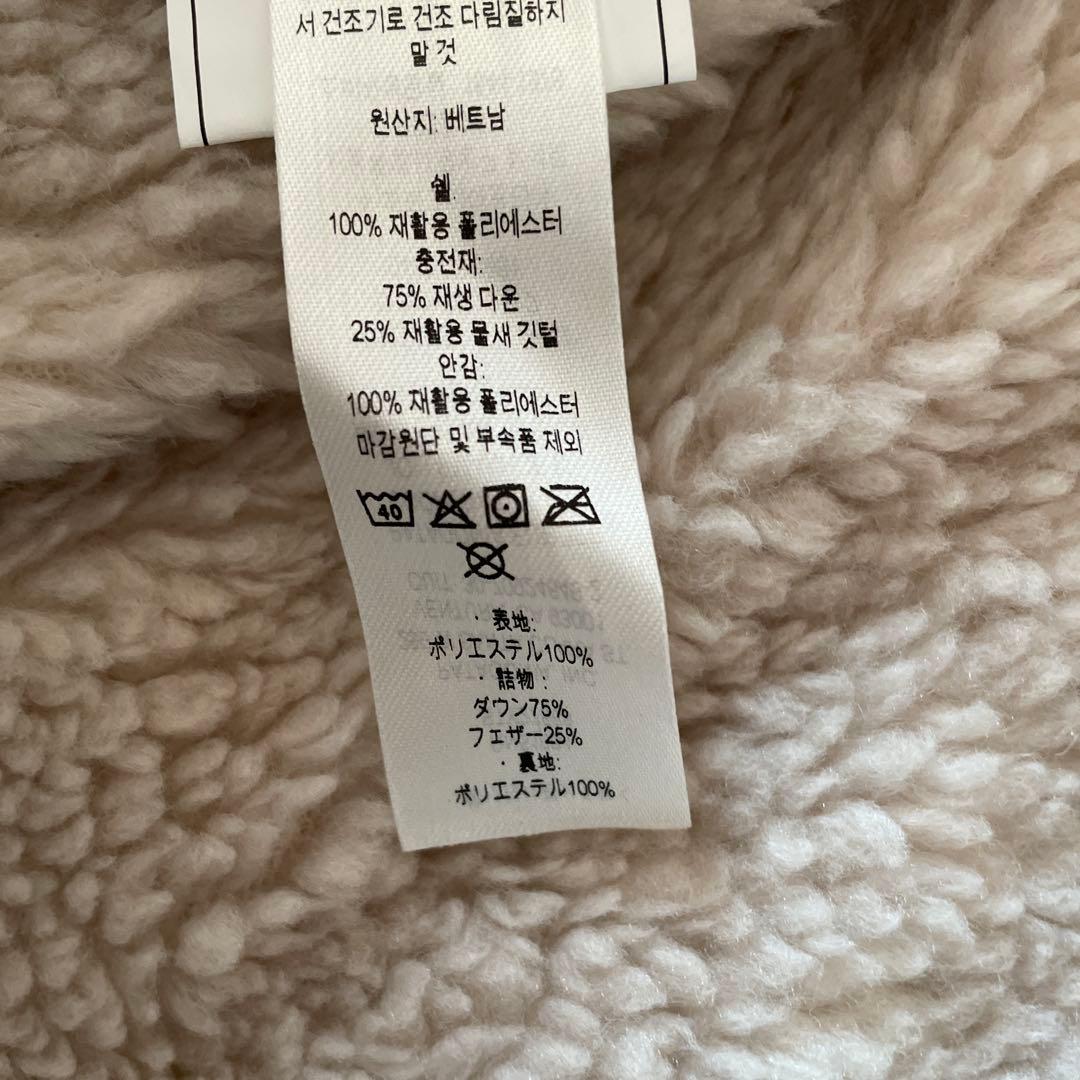 서 건조기로 건조 다림질하지
말 것
원산지: 베트남
쉘:
100% 재활용 폴리에스터
충전재:
75% 재생 다운
25% 재활용 물새 깃털
안감:
100% 재활용 폴리에스터
마감원단 및 부속품 제외
40
・表地:
ポリエステル100%
・詰物:
ダウン75%
フェザー25%
・裏地:
ポリエステル100%